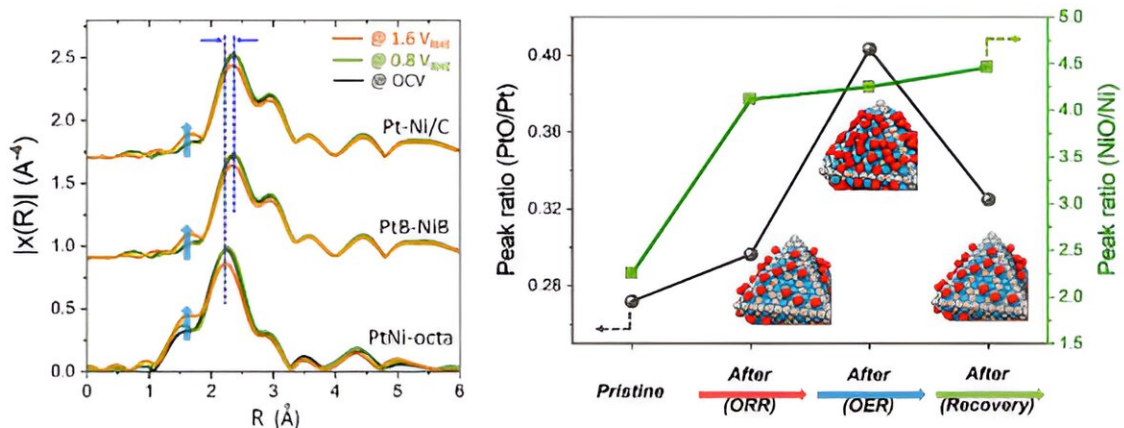 @ 1.6 V
@ 0.8 V
@ OCV
Pt-Ni/C
PtB-NiB
PtNi-octa
|x(R)| (A⁻⁴)
2.5
2.0
1.5
1.0
0.5
0.0
0 1 2 3 4 5 6
R (Å)
Peak ratio (PtO/Pt)
0.40
0.38
0.32
0.28
Peak ratio (NiO/Ni)
5.0
4.5
4.0
3.5
3.0
2.5
2.0
1.5
Pristine
After
(ORR)
After
(OER)
After
(Recovery)